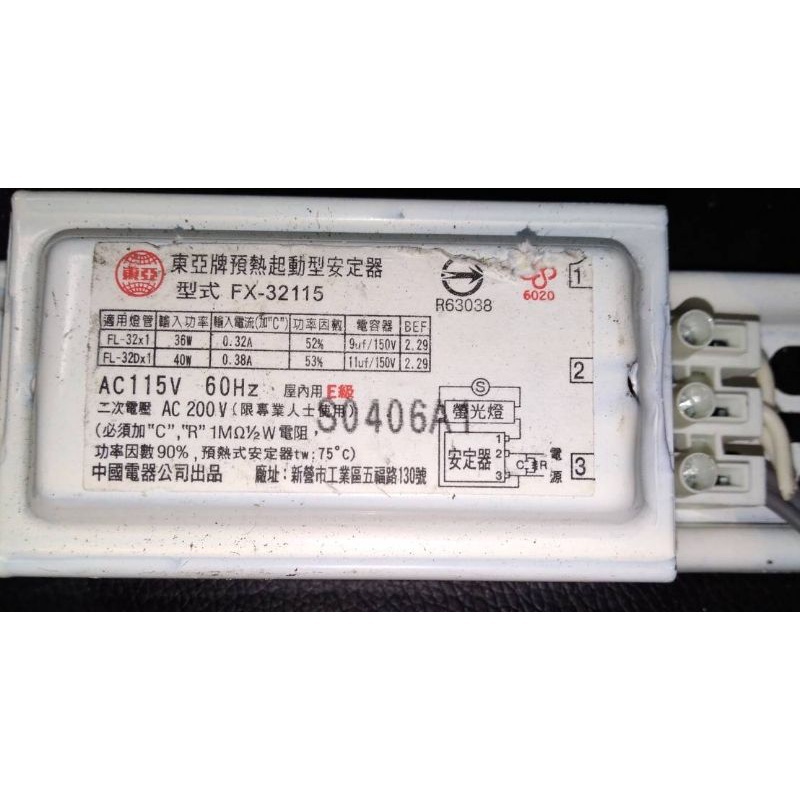 東亞
東亞牌預熱起動型安定器
型式 FX-32115
R63038
6020
適用燈管 輸入功率 輸入電流(加"C") 功率因數 電容器 BEF
FL-32x1 36W 0.32A 52% 9uf/150V 2.29
FL-32Dx1 40W 0.38A 53% 11uf/150V 2.29
AC115V 60Hz 屋內用 E級
二次電壓 AC 200V (限專業人士使用)
S0406A1
(必須加"C","R" 1MΩ½W電阻,
功率因數90%, 預熱式安定器tw:75°C)
中國電器公司出品 廠址:新營市工業區五福路130號
S
螢光燈
安定器
1
2
3
C R
電
源
1
2
3